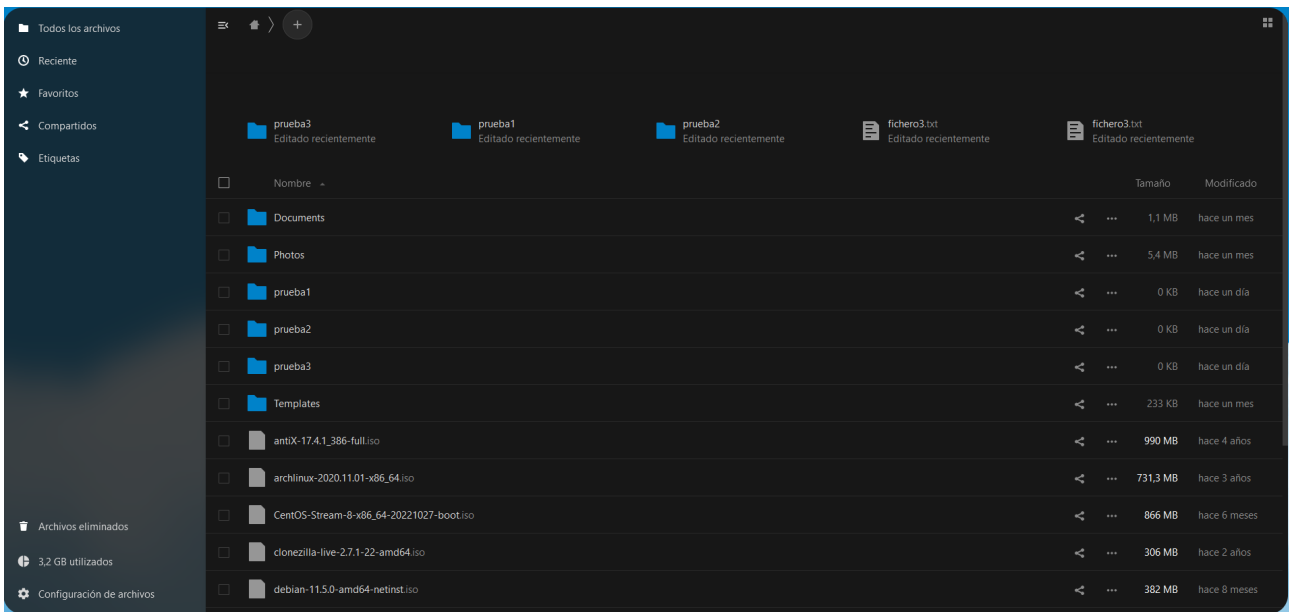 Todos los archivos
Reciente
Favoritos
Compartidos
Etiquetas
Archivos eliminados
3,2 GB utilizados
Configuración de archivos
prueba3
Editado recientemente
prueba1
Editado recientemente
prueba2
Editado recientemente
fichero3.txt
Editado recientemente
fichero3.txt
Editado recientemente
Nombre Tamaño Modificado
Documents 1,1 MB hace un mes
Photos 5,4 MB hace un mes
prueba1 0 KB hace un día
prueba2 0 KB hace un día
prueba3 0 KB hace un día
Templates 233 KB hace un mes
antiX-17.4.1_386-full.iso 990 MB hace 4 años
archlinux-2020.11.01-x86_64.iso 731,3 MB hace 3 años
CentOS-Stream-8-x86_64-20221027-boot.iso 866 MB hace 6 meses
clonezilla-live-2.7.1-22-amd64.iso 306 MB hace 2 años
debian-11.5.0-amd64-netinst.iso 382 MB hace 8 meses